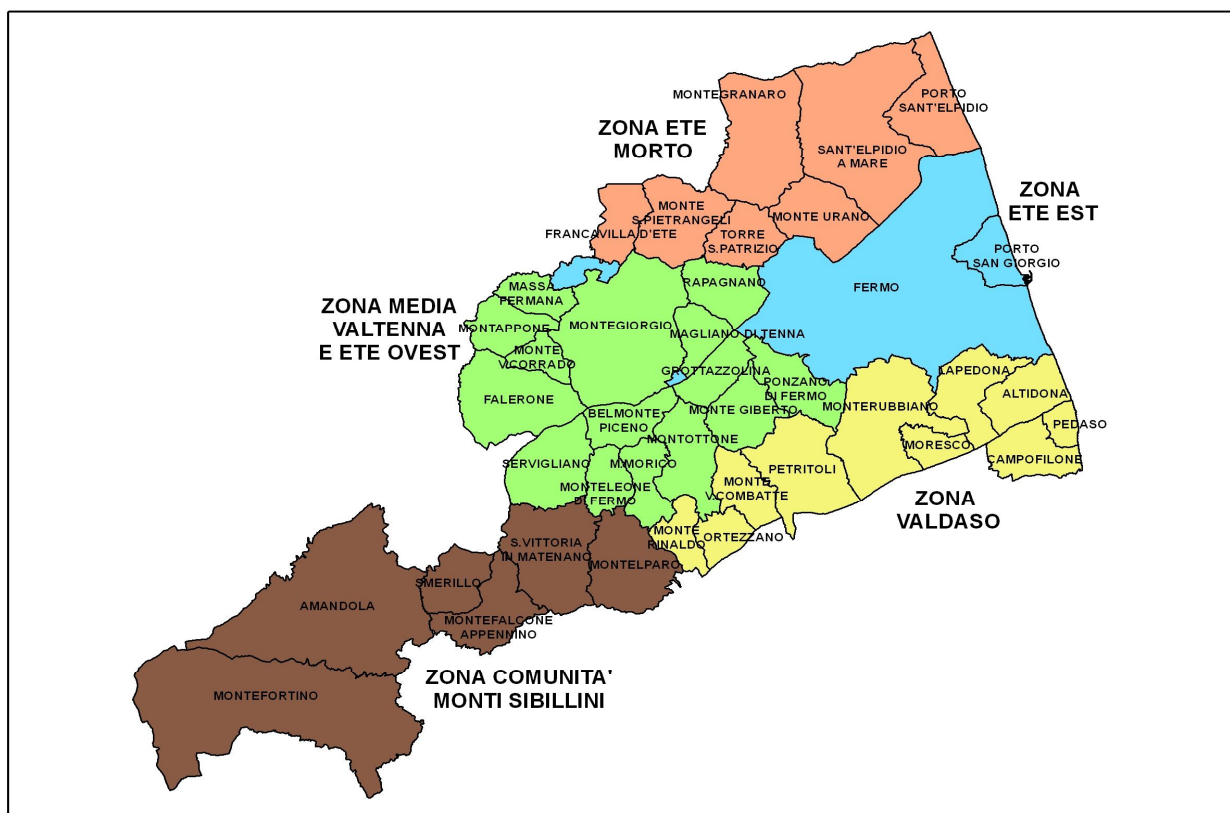 MONTEGRANARO
PORTO
SANT'ELPIDIO
ZONA ETE
MORTO
SANT'ELPIDIO
A MARE
ZONA
ETE EST
MONTE
S.PIETRANGELI
FRANCAVILLA D'ETE
TORRE
S.PATRIZIO
MONTE URANO
PORTO
SAN GIORGIO
FERMO
ZONA MEDIA
VALTENNA
E ETE OVEST
MASSA
FERMANA
RAPAGNANO
MONTAPPONE
MONTEGIORGIO
MAGLIANO DI TENNA
MONTE
V.CORRADO
GROTTAZZOLINA
PONZANO
DI FERMO
FALERONE
BELMONTE
PICENO
MONTE GIBERTO
MONTOTTONE
SERVIGLIANO
M.MORICO
MONTELEONE
DI FERMO
LAPEDONA
ALTIDONA
MONTERUBBIANO
PEDASO
MORESCO
CAMPOFILONE
PETRITOLI
MONTE
V.COMBATTE
ZONA
VALDASO
MONTE
RINALDO
ORTEZZANO
S.VITTORIA
IN MATENANO
MONTELPARO
SMERILLO
AMANDOLA
MONTEFALCONE
APPENNINO
MONTEFORTINO
ZONA COMUNITA'
MONTI SIBILLINI